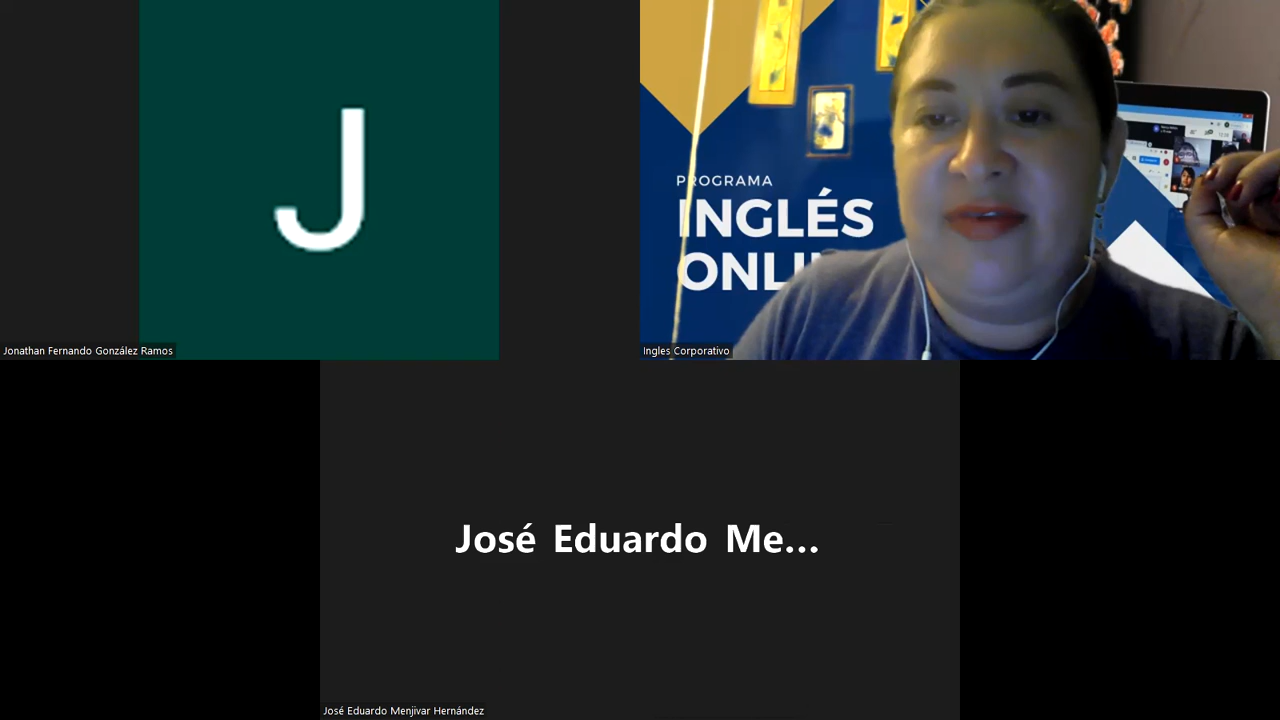 J
Jonathan Fernando González Ramos
PROGRAMA
INGLÉS
Ingles Corporativo
José Eduardo Me...
José Eduardo Menjivar Hernández